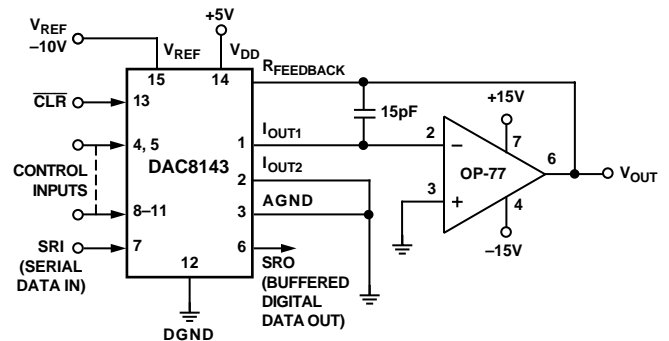 VREF
–10V
+5V
VREF
VDD
RFEEDBACK
15
14
CLR
13
15pF
+15V
4, 5
1
IOUT1
2
–
7
CONTROL
INPUTS
DAC8143
IOUT2
2
OP-77
6
VOUT
3
AGND
3
+
4
8–11
–15V
SRI
(SERIAL
DATA IN)
7
6
SRO
(BUFFERED
DIGITAL
DATA OUT)
12
DGND